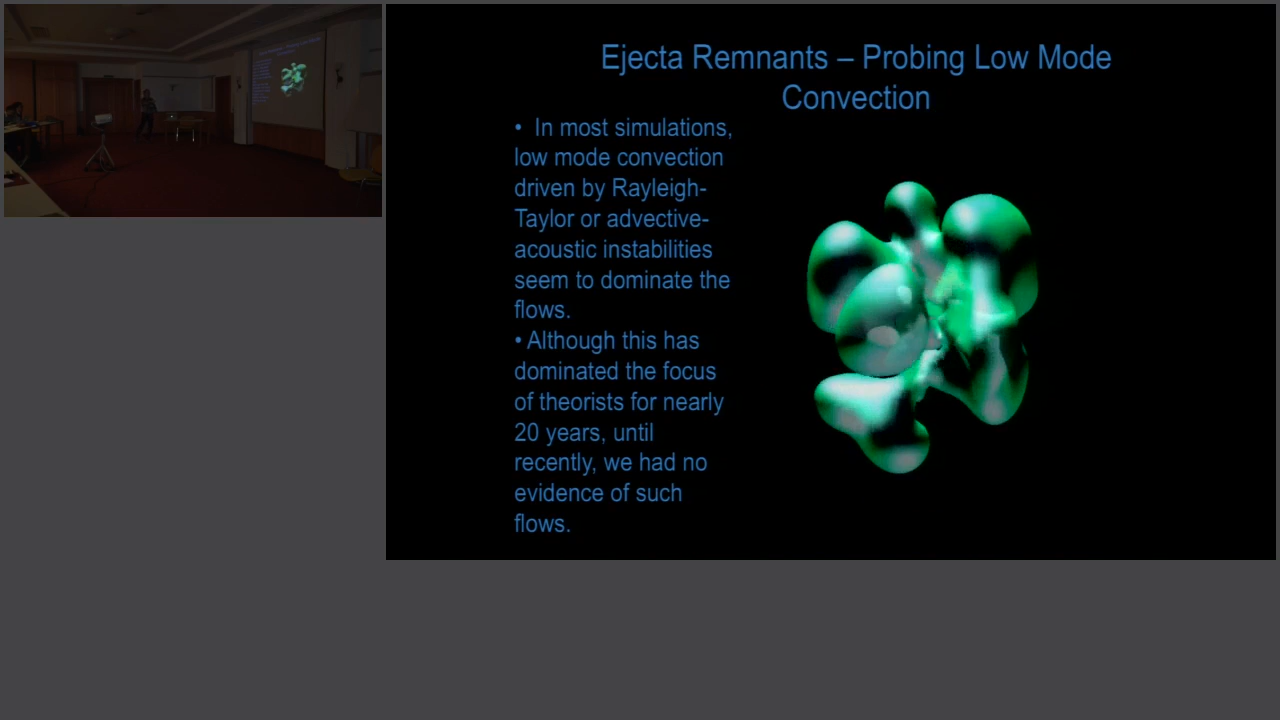 Ejecta Remnants – Probing Low Mode
Convection
• In most simulations,
low mode convection
driven by Rayleigh-
Taylor or advective-
acoustic instabilities
seem to dominate the
flows.
• Although this has
dominated the focus
of theorists for nearly
20 years, until
recently, we had no
evidence of such
flows.